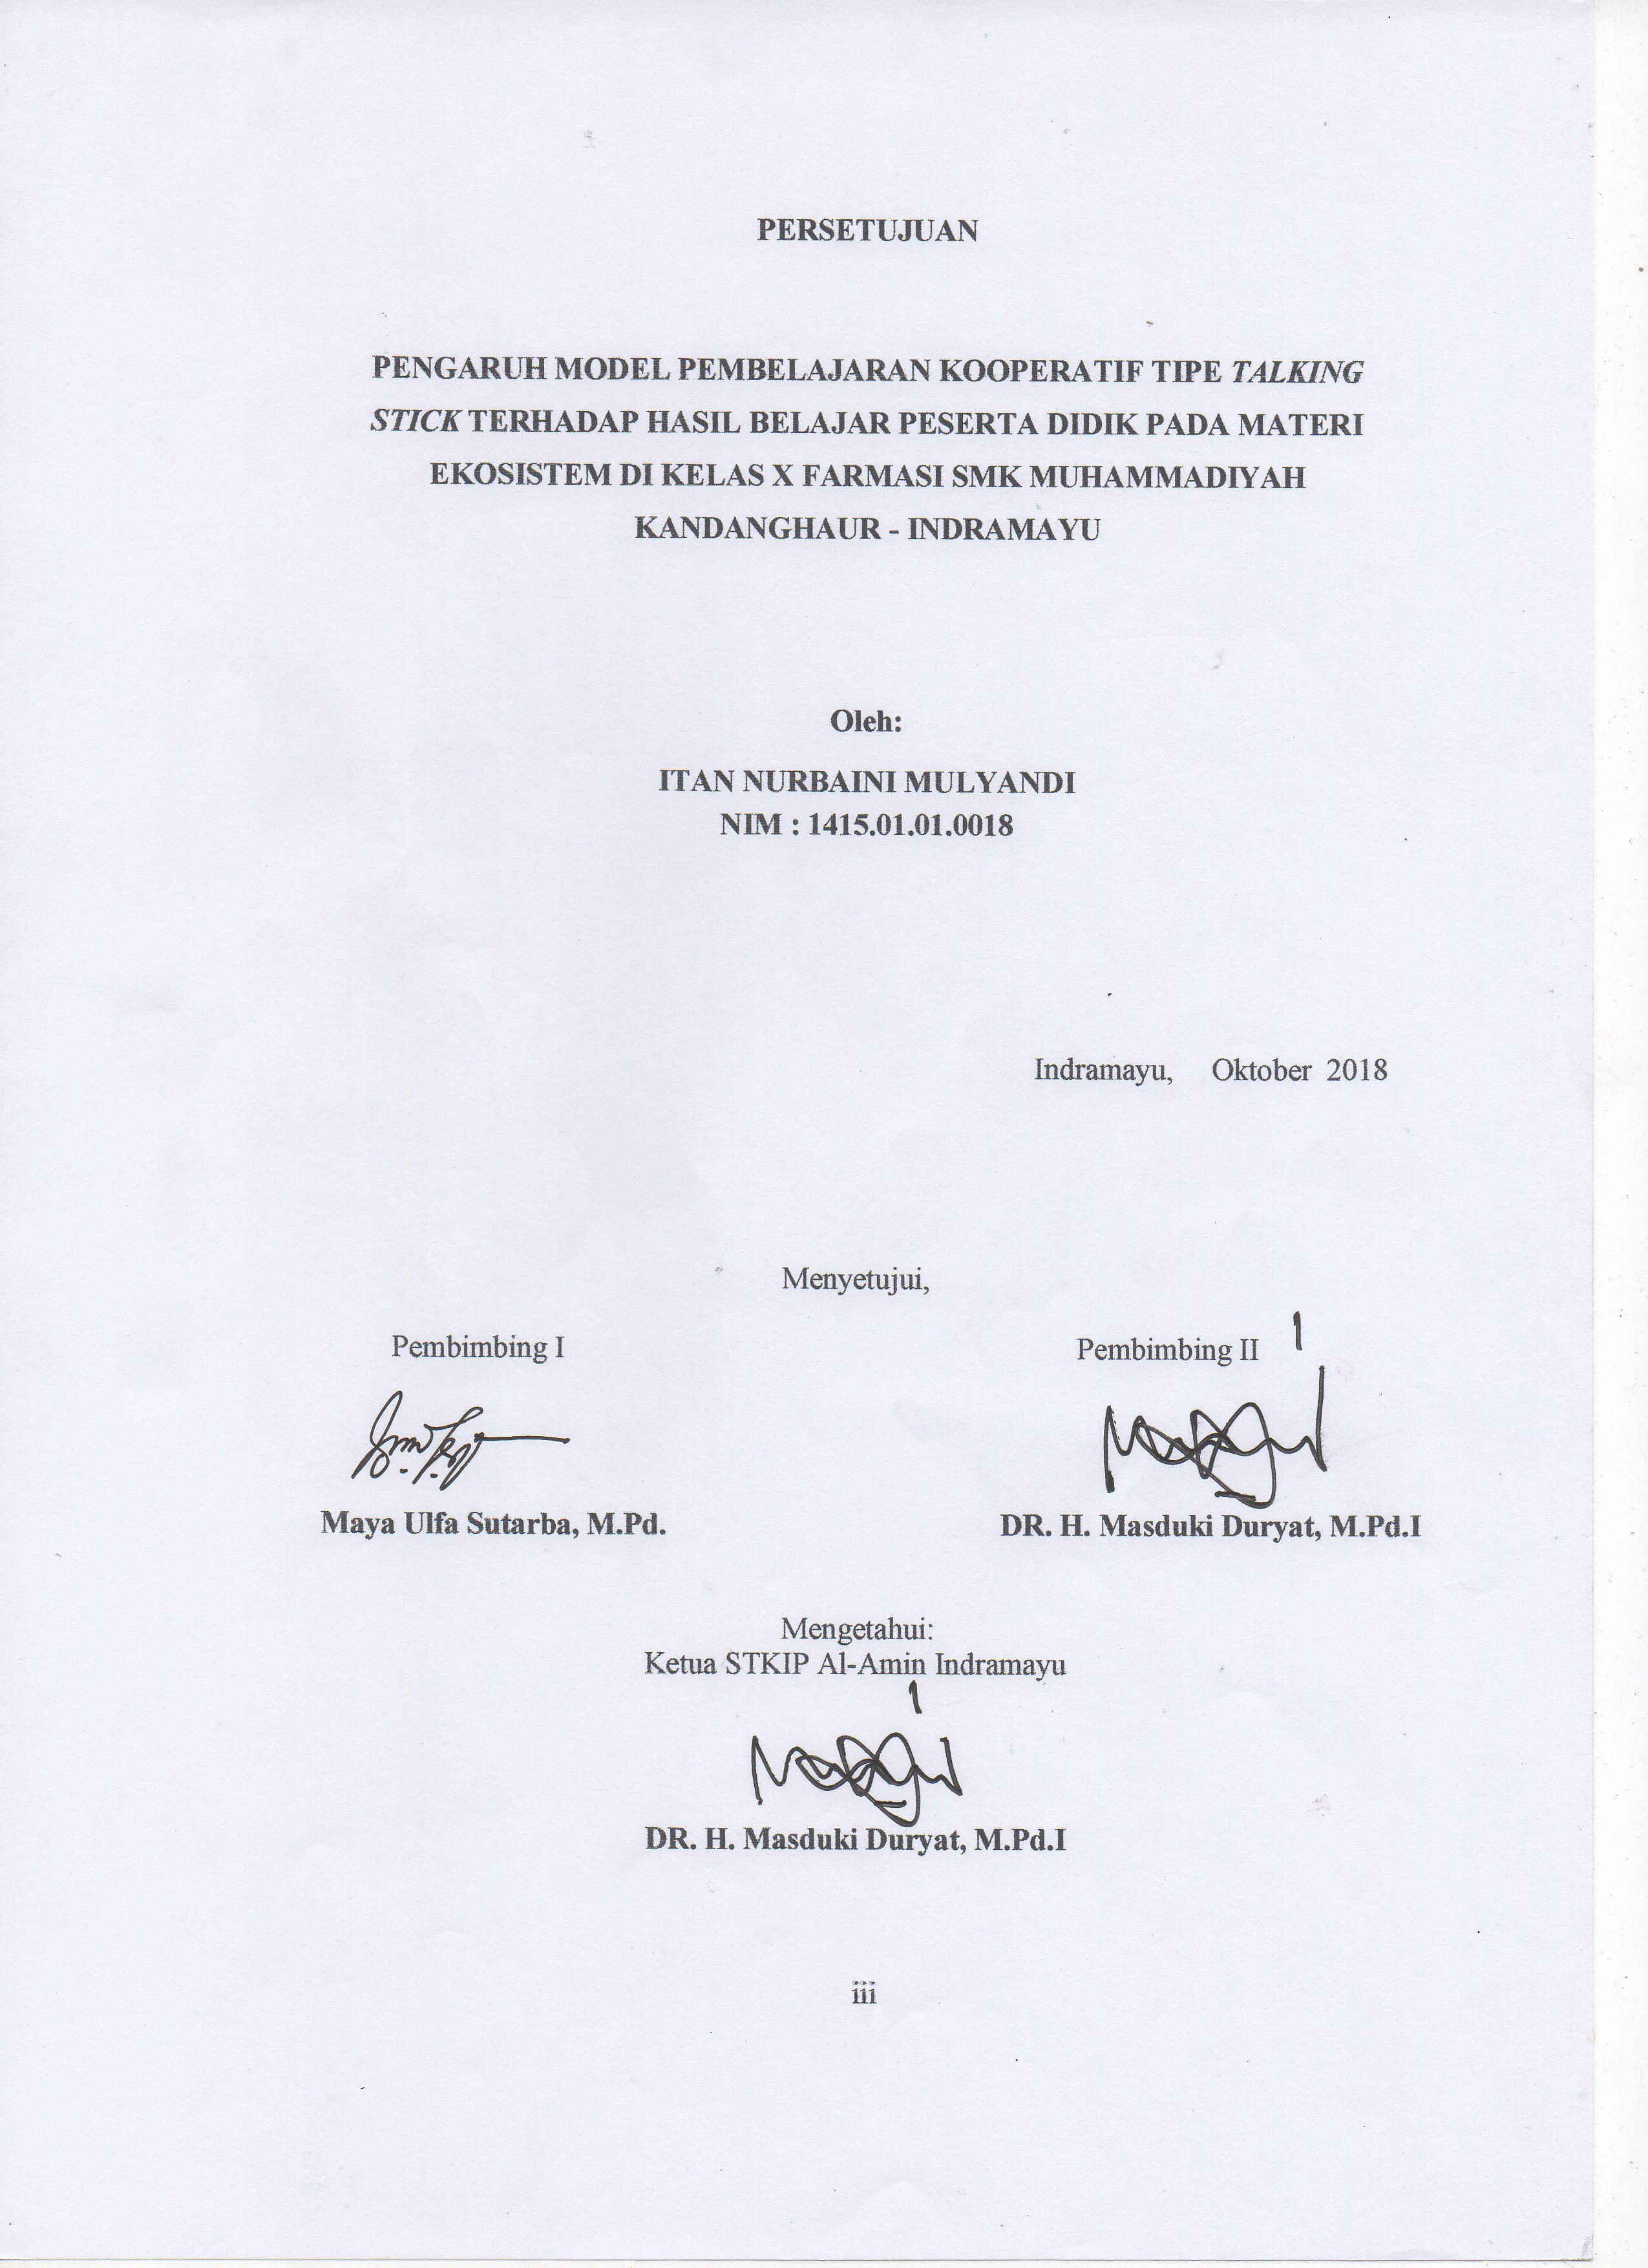 PERSETUJUAN
PENGARUH MODEL PEMBELAJARAN KOOPERATIF TIPE TALKING
STICK TERHADAP HASIL BELAJAR PESERTA DIDIK PADA MATERI
EKOSISTEM DI KELAS X FARMASI SMK MUHAMMADIYAH
KANDANGHAUR - INDRAMAYU
Oleh:
ITAN NURBAINI MULYANDI
NIM : 1415.01.01.0018
Indramayu, Oktober 2018
Menyetujui,
Pembimbing I
Pembimbing II
Maya Ulfa Sutarba, M.Pd.
DR. H. Masduki Duryat, M.Pd.I
Mengetahui:
Ketua STKIP Al-Amin Indramayu
DR. H. Masduki Duryat, M.Pd.I
iii